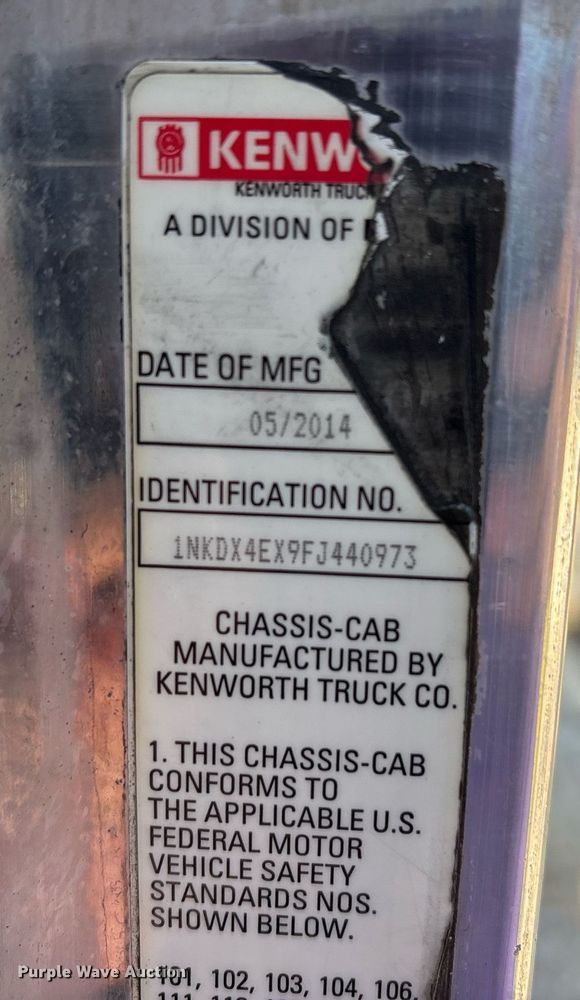 KENW
KENWORTH TRUCK
A DIVISION OF
DATE OF MFG
05/2014
IDENTIFICATION NO.
1NKDX4EX9FJ440973
CHASSIS-CAB
MANUFACTURED BY
KENWORTH TRUCK CO.
1. THIS CHASSIS-CAB
CONFORMS TO
THE APPLICABLE U.S.
FEDERAL MOTOR
VEHICLE SAFETY
STANDARDS NOS.
SHOWN BELOW.
101, 102, 103, 104, 106,
Purple Wave Auction